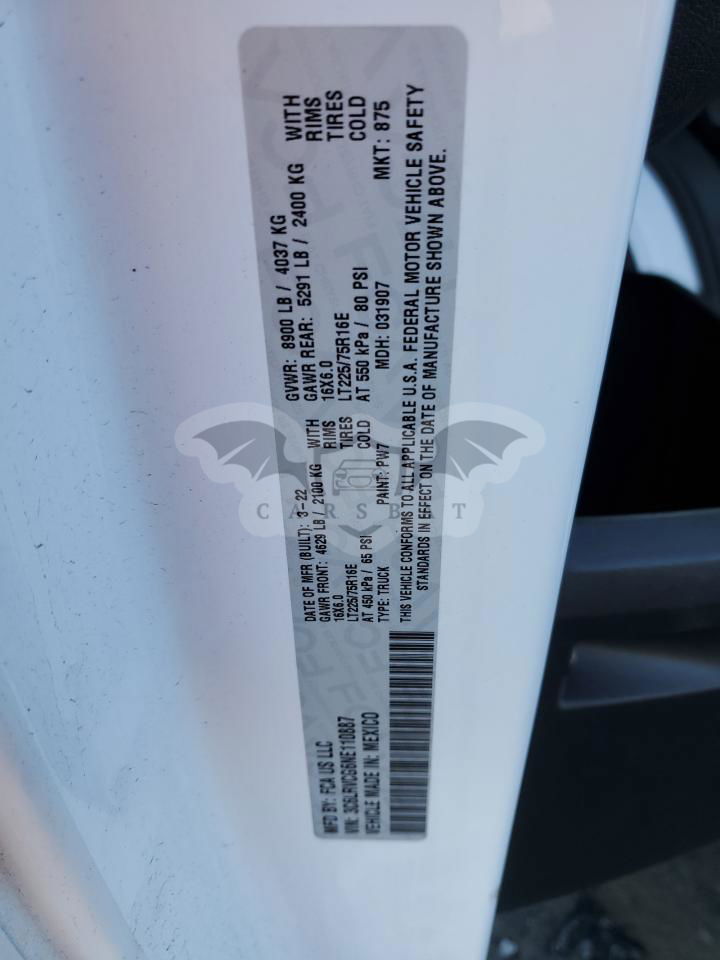 MFD BY: FCA US LLC
DATE OF MFR (BUILT): 3-22
GVWR: 8900 LB / 4037 KG
GAWR FRONT: 4629 LB / 2100 KG WITH
GAWR REAR: 5291 LB / 2400 KG WITH
16X6.0 RIMS
16X6.0 RIMS
LT225/75R16E TIRES
LT225/75R16E TIRES
AT 450 kPa / 65 PSI COLD
AT 550 kPa / 80 PSI COLD
VIN: 3C6LRVCG6NE110887
TYPE: TRUCK PAINT: PW7 MDH: 031907 MKT: 875
VEHICLE MADE IN: MEXICO
THIS VEHICLE CONFORMS TO ALL APPLICABLE U.S.A. FEDERAL MOTOR VEHICLE SAFETY
STANDARDS IN EFFECT ON THE DATE OF MANUFACTURE SHOWN ABOVE.
CARSBAT